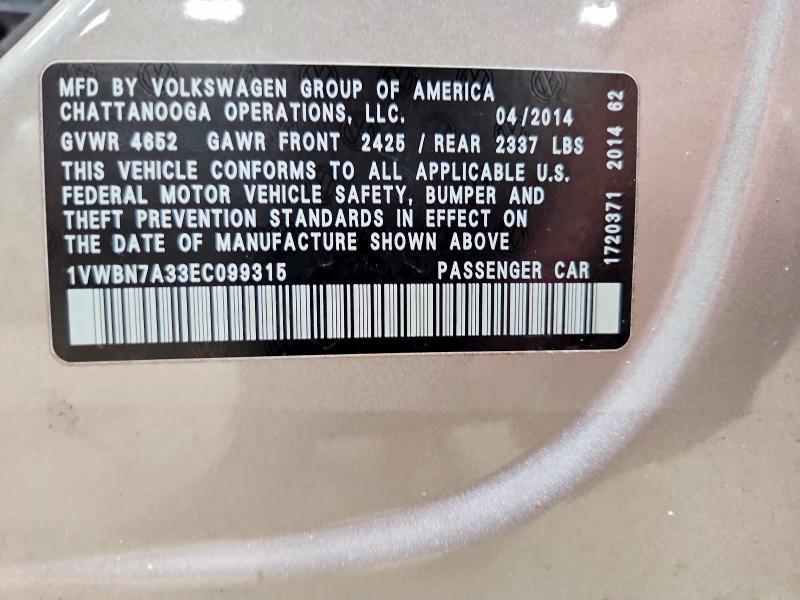 MFD BY VOLKSWAGEN GROUP OF AMERICA
CHATTANOOGA OPERATIONS, LLC. 04/2014
GVWR 4652 GAWR FRONT 2425 / REAR 2337 LBS
THIS VEHICLE CONFORMS TO ALL APPLICABLE U.S.
FEDERAL MOTOR VEHICLE SAFETY, BUMPER AND
THEFT PREVENTION STANDARDS IN EFFECT ON
THE DATE OF MANUFACTURE SHOWN ABOVE
1VWBN7A33EC099315 PASSENGER CAR
1720371 2014 62